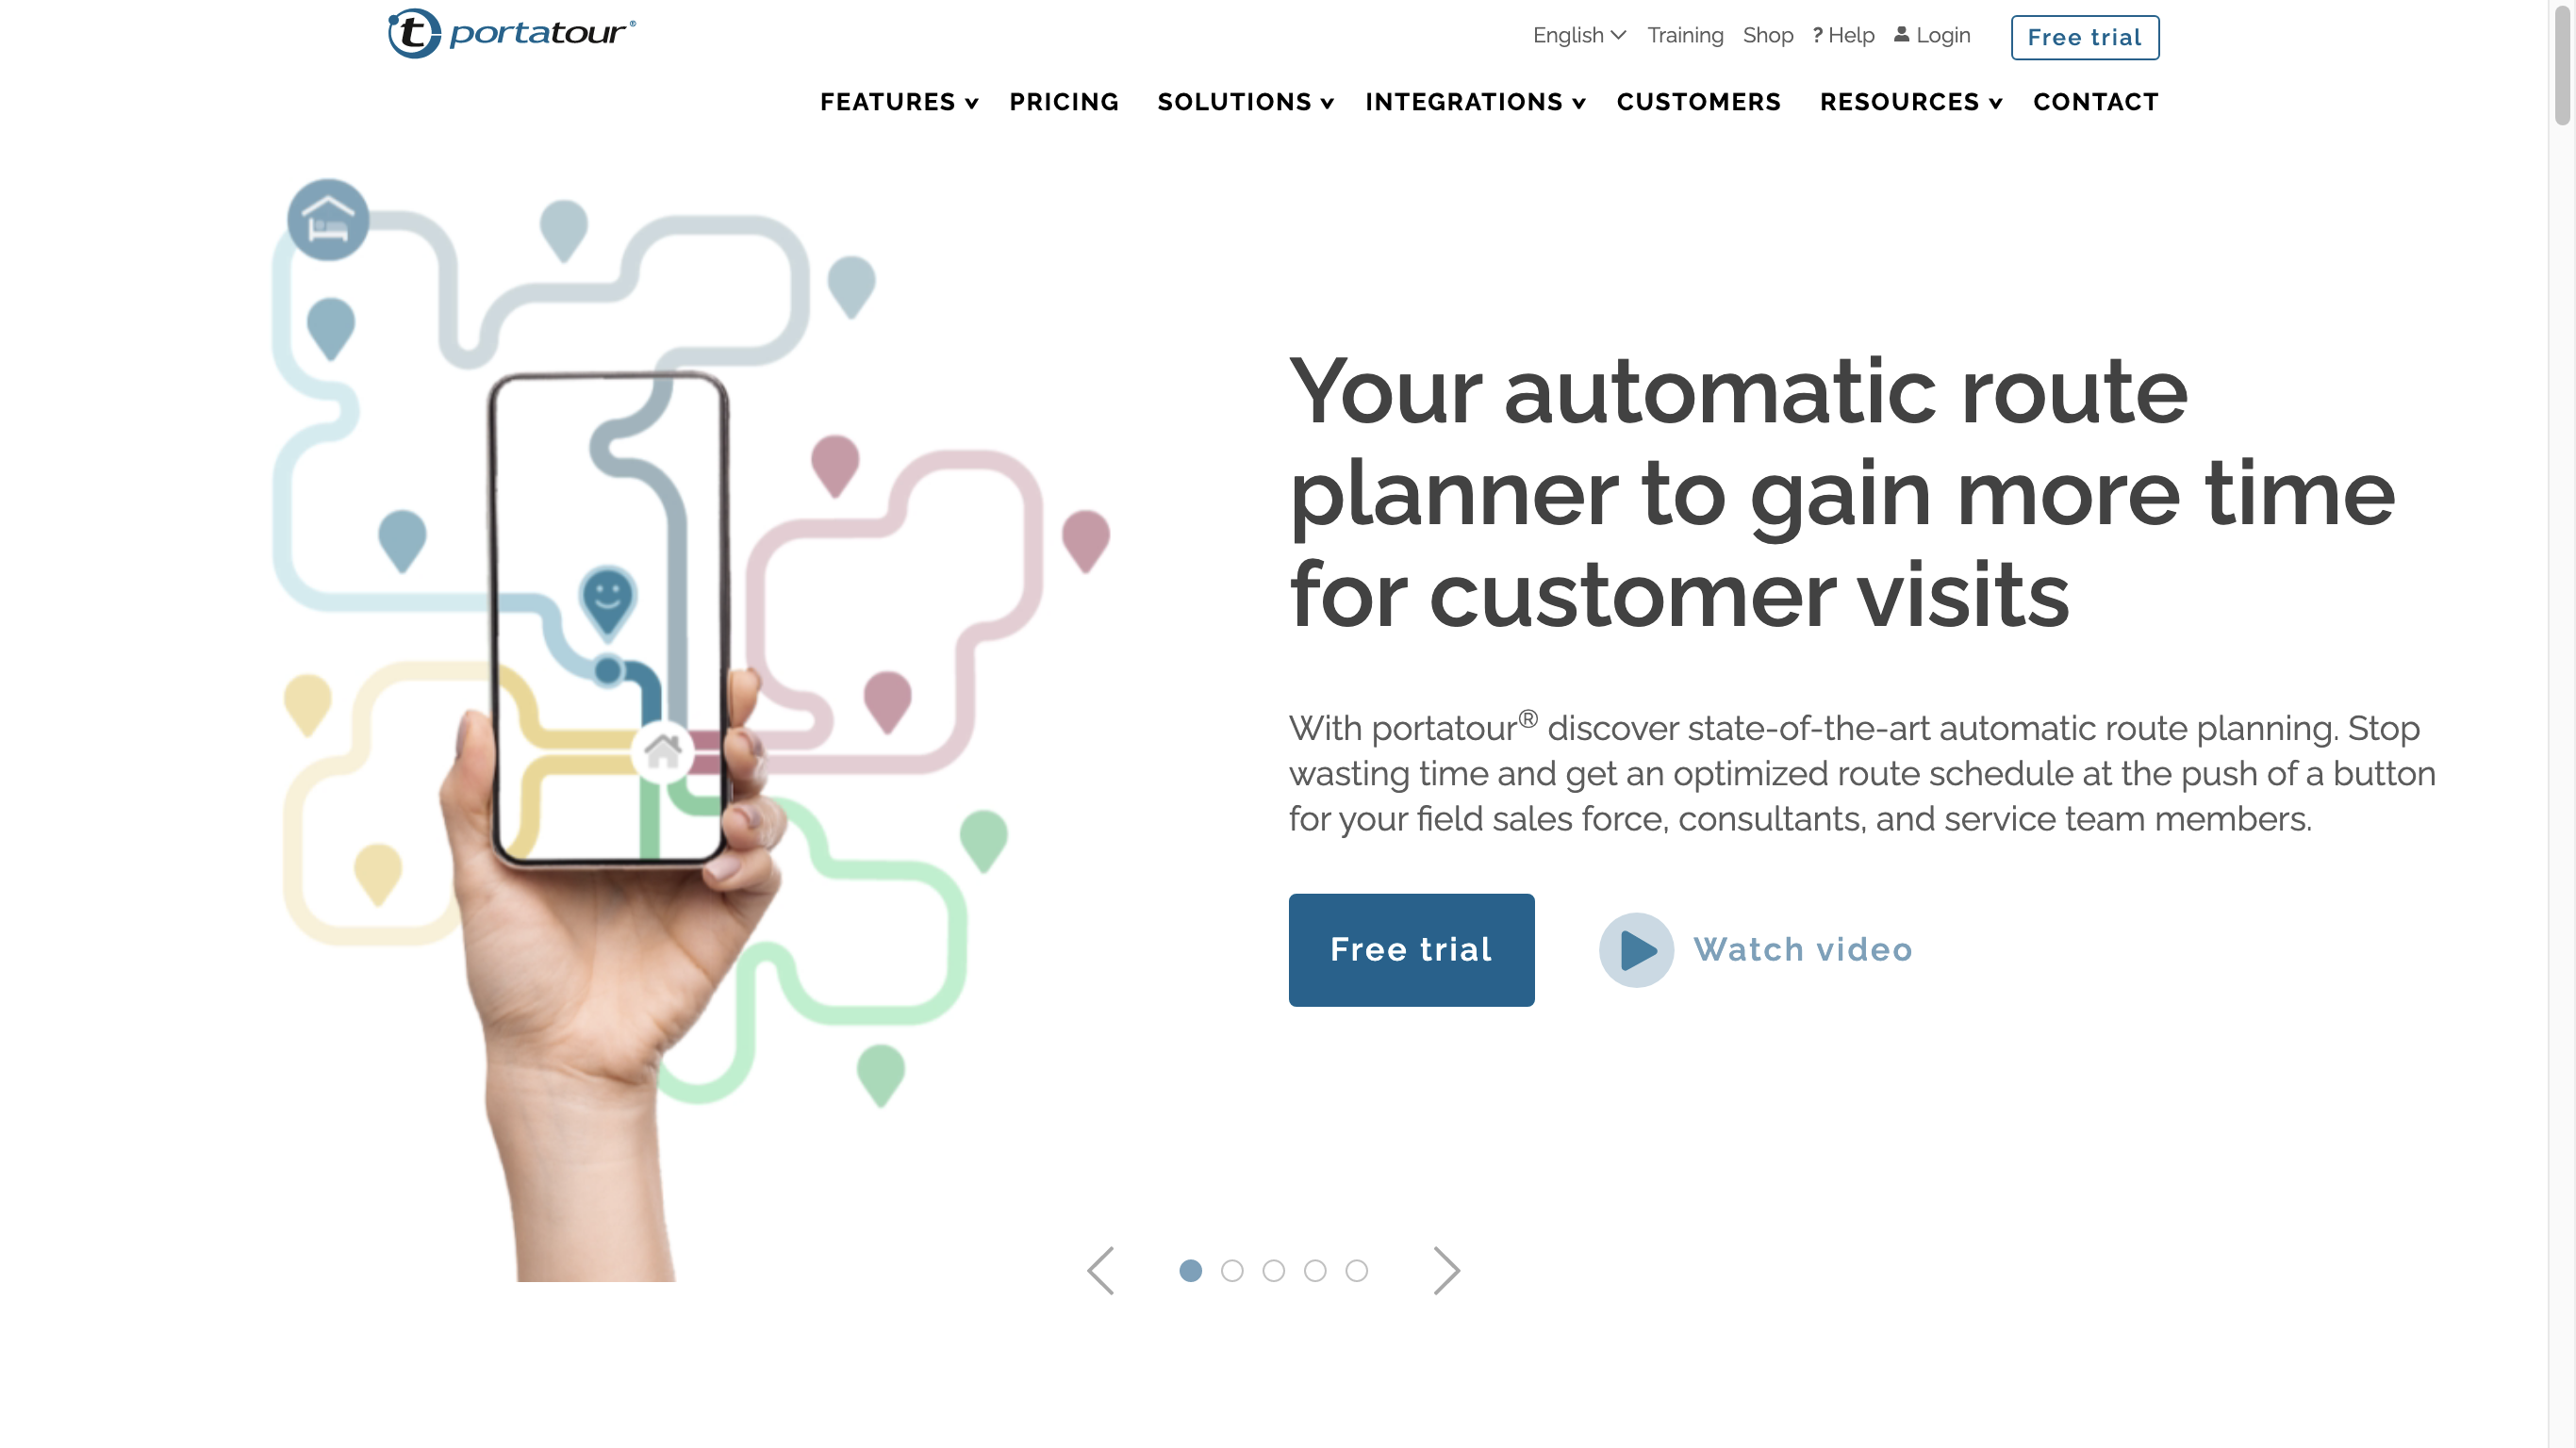 portatour®
English Training Shop ? Help Login Free trial
FEATURES PRICING SOLUTIONS INTEGRATIONS CUSTOMERS RESOURCES CONTACT
Your automatic route
planner to gain more time
for customer visits
With portatour® discover state-of-the-art automatic route planning. Stop
wasting time and get an optimized route schedule at the push of a button
for your field sales force, consultants, and service team members.
Free trial Watch video